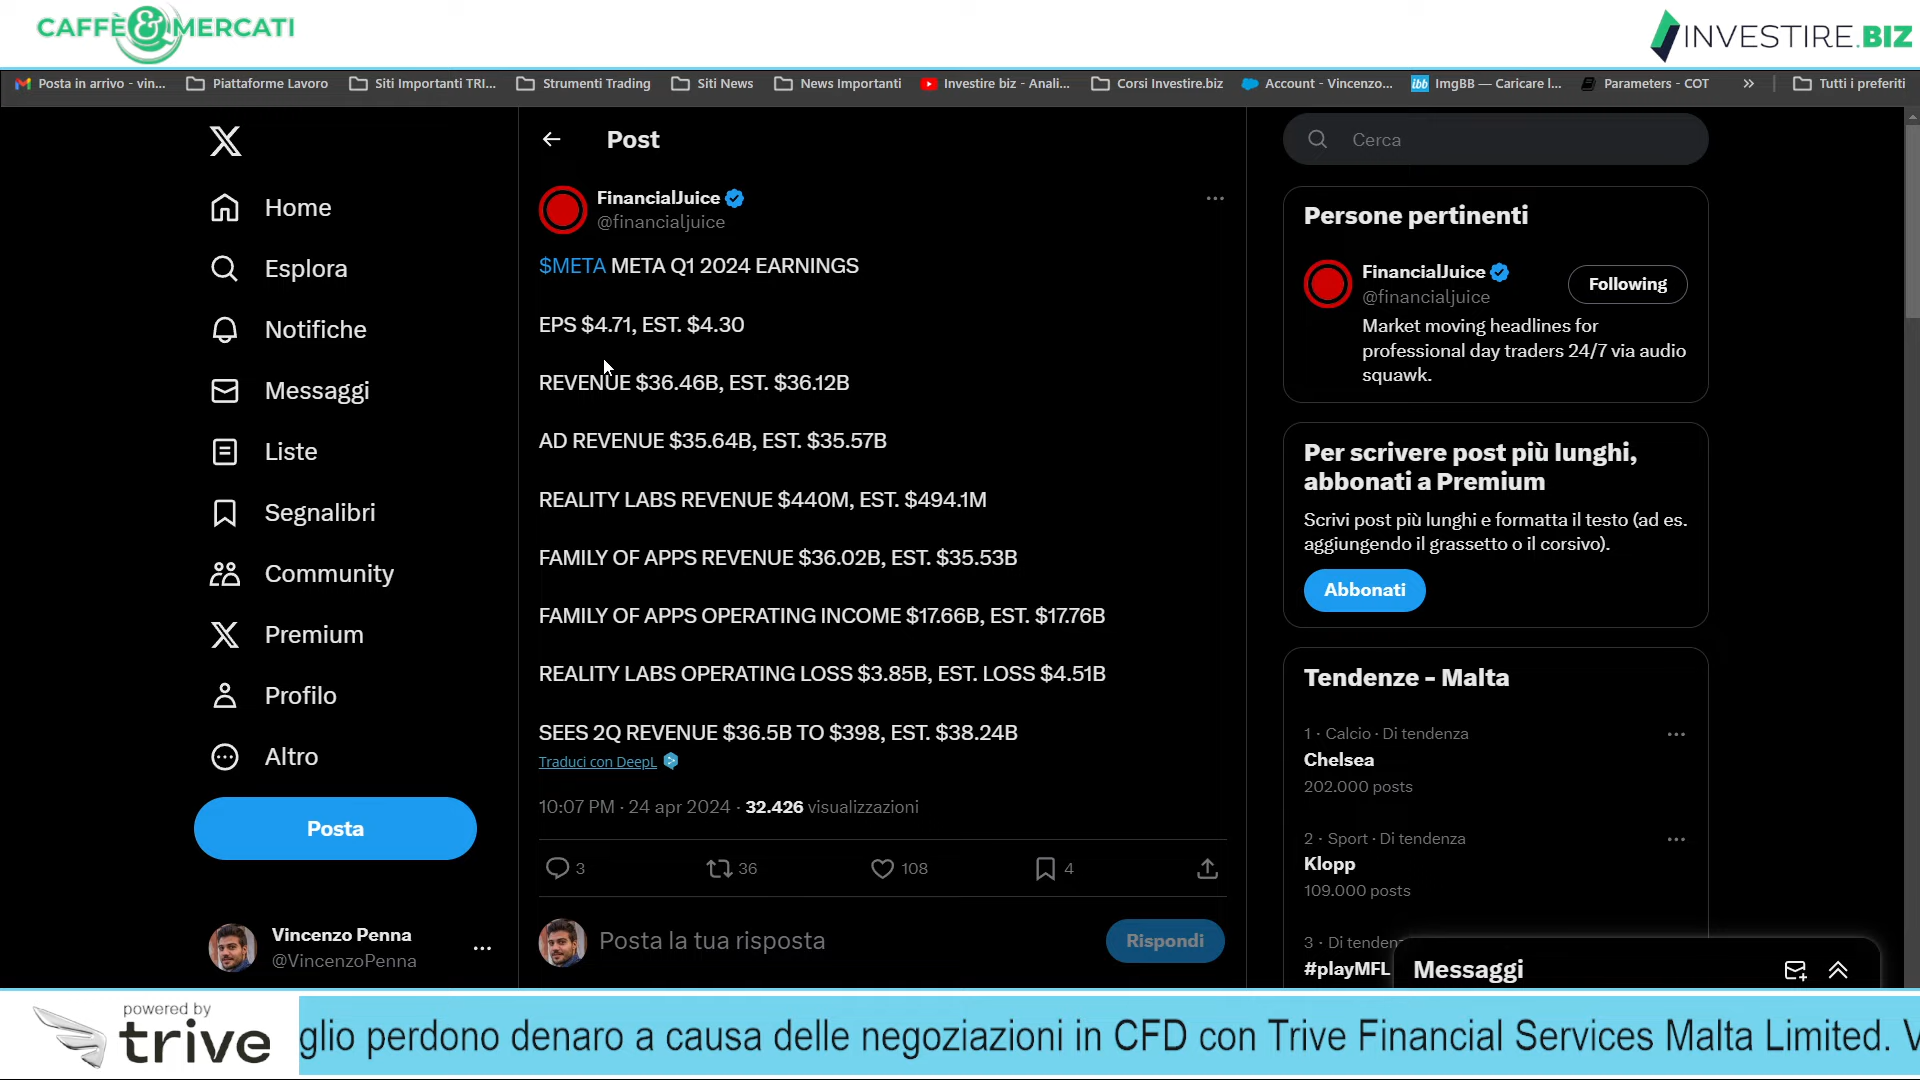 CAFFÈ & MERCATI
INVESTIRE.BIZ
Posta in arrivo - vin...
Piattaforme Lavoro
Siti Importanti TRI...
Strumenti Trading
Siti News
News Importanti
Investire biz - Anali...
Corsi Investire.biz
Account - Vincenzo...
ibb ImgBB — Caricare l...
Parameters - COT
»
Tutti i preferiti
Home
Esplora
Notifiche
Messaggi
Liste
Segnalibri
Community
Premium
Profilo
Altro
Posta
Vincenzo Penna
@VincenzoPenna
Post
FinancialJuice
@financialjuice
$META META Q1 2024 EARNINGS
EPS $4.71, EST. $4.30
REVENUE $36.46B, EST. $36.12B
AD REVENUE $35.64B, EST. $35.57B
REALITY LABS REVENUE $440M, EST. $494.1M
FAMILY OF APPS REVENUE $36.02B, EST. $35.53B
FAMILY OF APPS OPERATING INCOME $17.66B, EST. $17.76B
REALITY LABS OPERATING LOSS $3.85B, EST. LOSS $4.51B
SEES 2Q REVENUE $36.5B TO $398, EST. $38.24B
Traduci con DeepL
10:07 PM · 24 apr 2024 · 32.426 visualizzazioni
3
36
108
4
Posta la tua risposta
Rispondi
Cerca
Persone pertinenti
FinancialJuice
@financialjuice
Following
Market moving headlines for
professional day traders 24/7 via audio
squawk.
Per scrivere post più lunghi,
abbonati a Premium
Scrivi post più lunghi e formatta il testo (ad es.
aggiungendo il grassetto o il corsivo).
Abbonati
Tendenze - Malta
1 · Calcio · Di tendenza
Chelsea
202.000 posts
2 · Sport · Di tendenza
Klopp
109.000 posts
3 · Di tenden
#playMFL
Messaggi
powered by
trive
glio perdono denaro a causa delle negoziazioni in CFD con Trive Financial Services Malta Limited. V